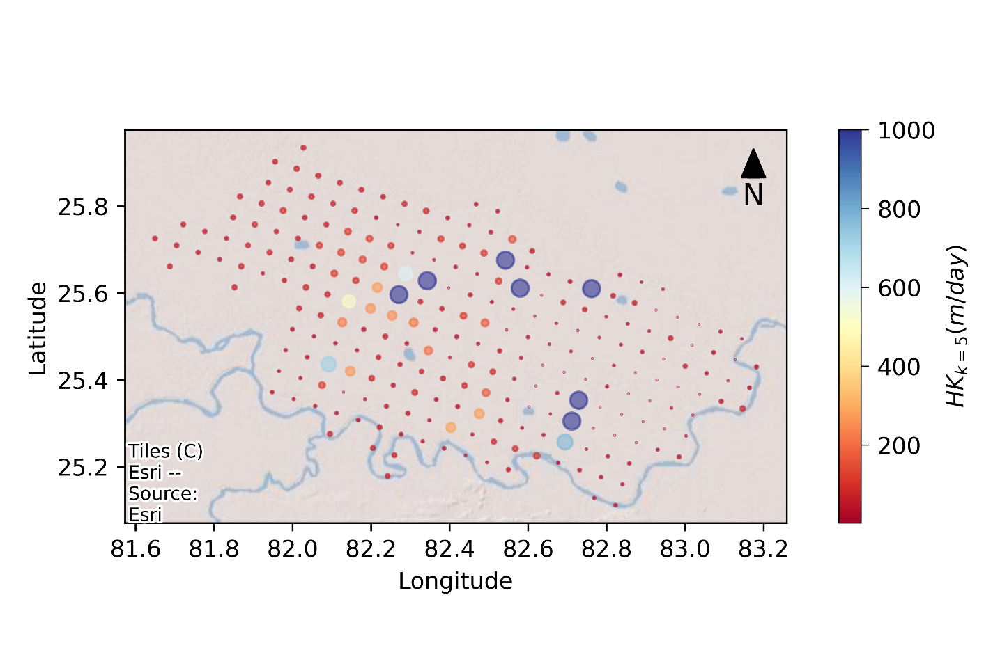 N
25.8
25.6
25.4
25.2
Latitude
Tiles (C)
Esri --
Source:
Esri
81.6 81.8 82.0 82.2 82.4 82.6 82.8 83.0 83.2
Longitude
1000
800
600
400
200
HKk = 5(m/day)